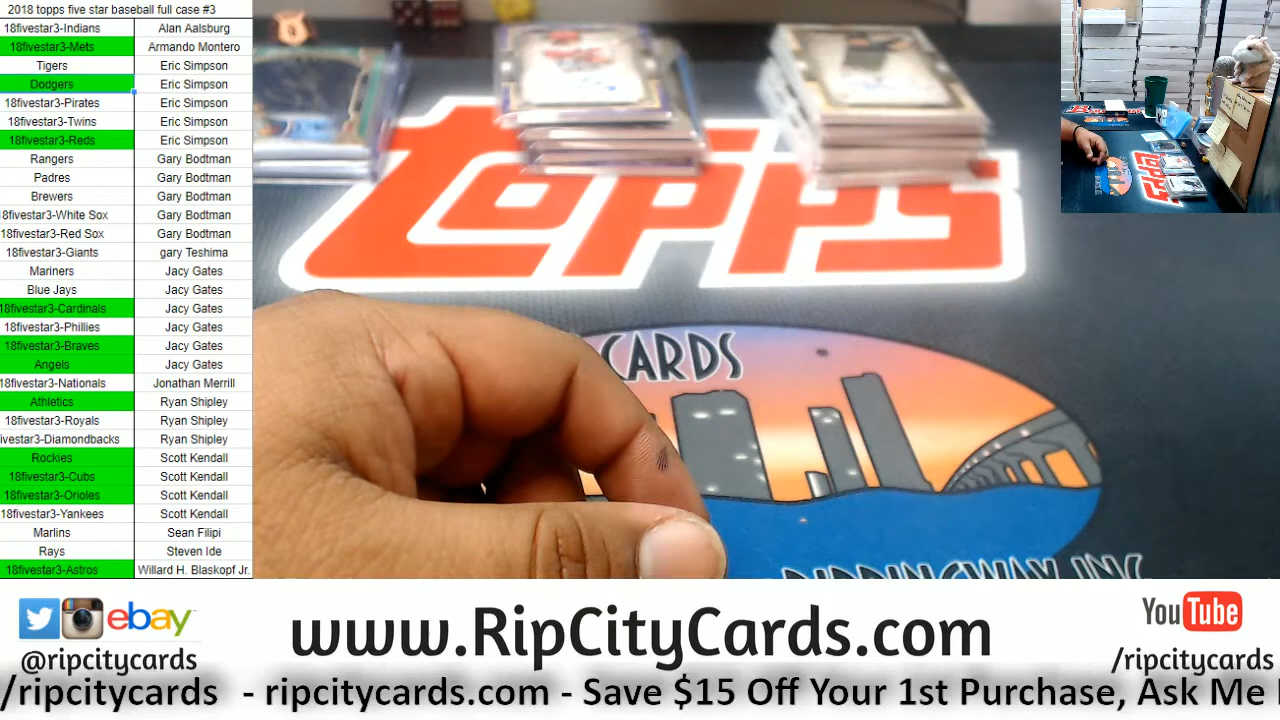 2018 topps five star baseball full case #3
18fivestar3-Indians Alan Aalsburg
18fivestar3-Mets Armando Montero
Tigers Eric Simpson
Dodgers Eric Simpson
18fivestar3-Pirates Eric Simpson
18fivestar3-Twins Eric Simpson
18fivestar3-Reds Eric Simpson
Rangers Gary Bodtman
Padres Gary Bodtman
Brewers Gary Bodtman
8fivestar3-White Sox Gary Bodtman
8fivestar3-Red Sox Gary Bodtman
18fivestar3-Giants gary Teshima
Mariners Jacy Gates
Blue Jays Jacy Gates
18fivestar3-Cardinals Jacy Gates
18fivestar3-Phillies Jacy Gates
18fivestar3-Braves Jacy Gates
Angels Jacy Gates
18fivestar3-Nationals Jonathan Merrill
Athletics Ryan Shipley
18fivestar3-Royals Ryan Shipley
ivestar3-Diamondbacks Ryan Shipley
Rockies Scott Kendall
18fivestar3-Cubs Scott Kendall
18fivestar3-Orioles Scott Kendall
18fivestar3-Yankees Scott Kendall
Marlins Sean Filipi
Rays Steven Ide
18fivestar3-Astros Willard H. Blaskopf Jr.
topps
CARDS
RIPPINGWAX INC
ebay
@ripcitycards
www.RipCityCards.com
YouTube
/ripcitycards
/ripcitycards - ripcitycards.com - Save $15 Off Your 1st Purchase, Ask Me